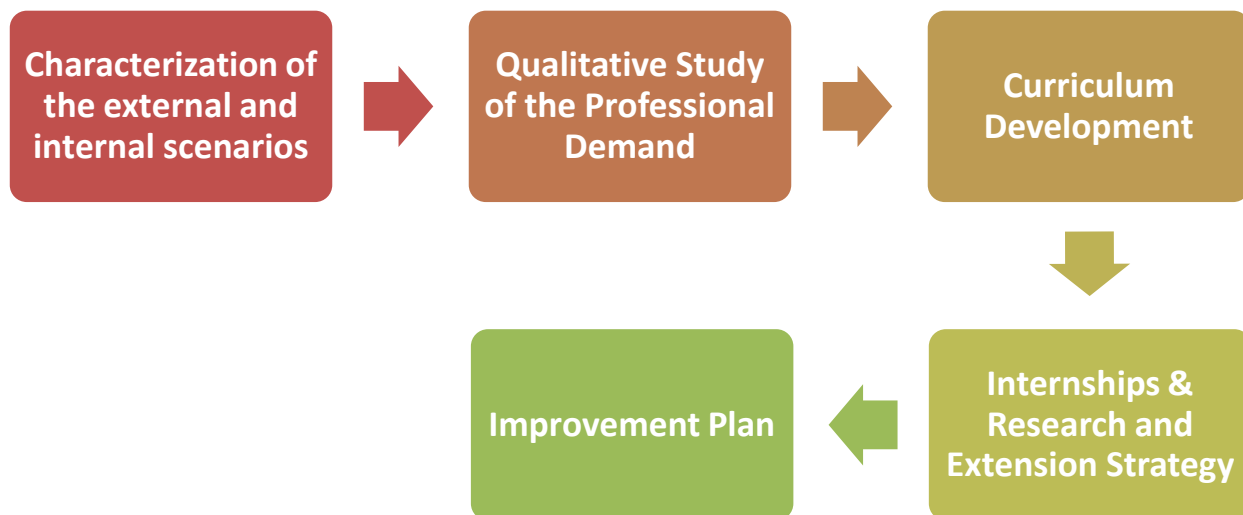 Characterization of
the external and
internal scenarios
Qualitative Study
of the Professional
Demand
Curriculum
Development
Internships &
Research and
Extension Strategy
Improvement Plan